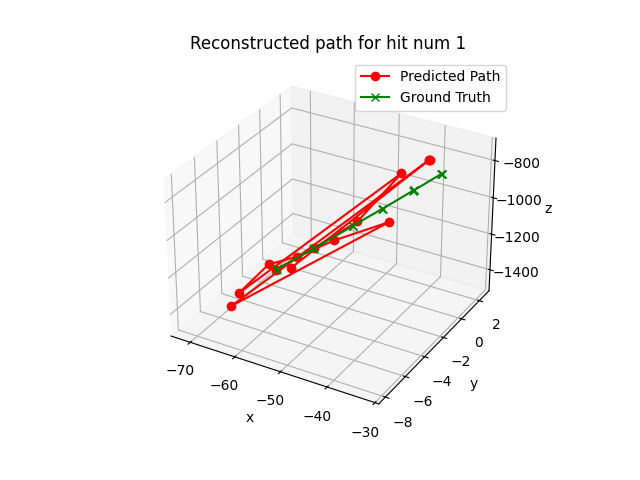 Reconstructed path for hit num 1
Predicted Path
Ground Truth
−800
−1000
−1200
−1400
z
2
0
−2
−4
−6
−8
y
−70
−60
−50
−40
−30
x